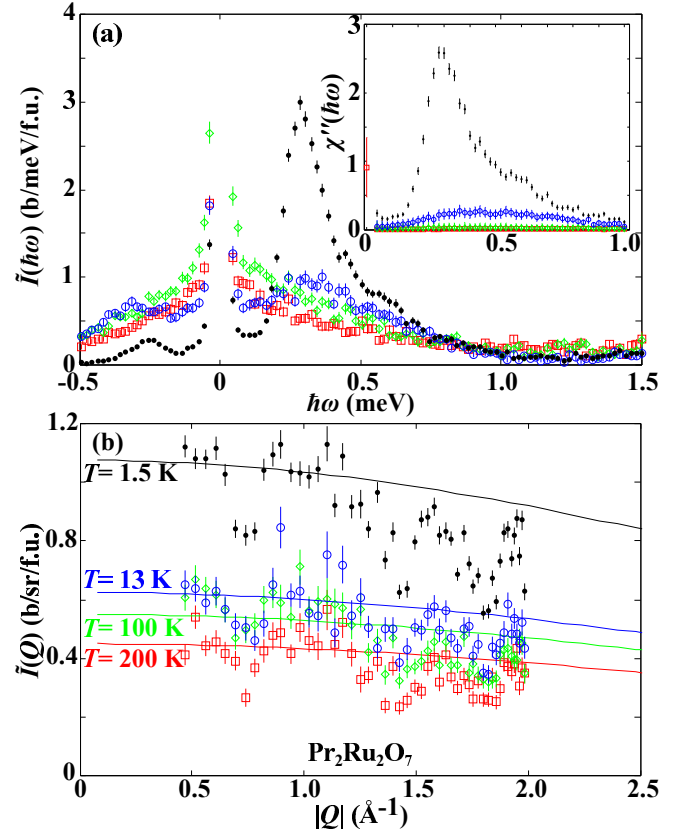 (a)
4
3
2
1
0
Ĩ(ħω) (b/meV/f.u.)
-0.5
0
0.5
1.0
1.5
ħω (meV)
3
2
1
0
χ''(ħω)
0
0.5
1.0
(b)
1.2
0.8
0.4
0
Ĩ(Q) (b/sr/f.u.)
T= 1.5 K
T= 13 K
T= 100 K
T= 200 K
Pr₂Ru₂O₇
0
0.5
1.0
1.5
2.0
2.5
|Q| (Å⁻¹)